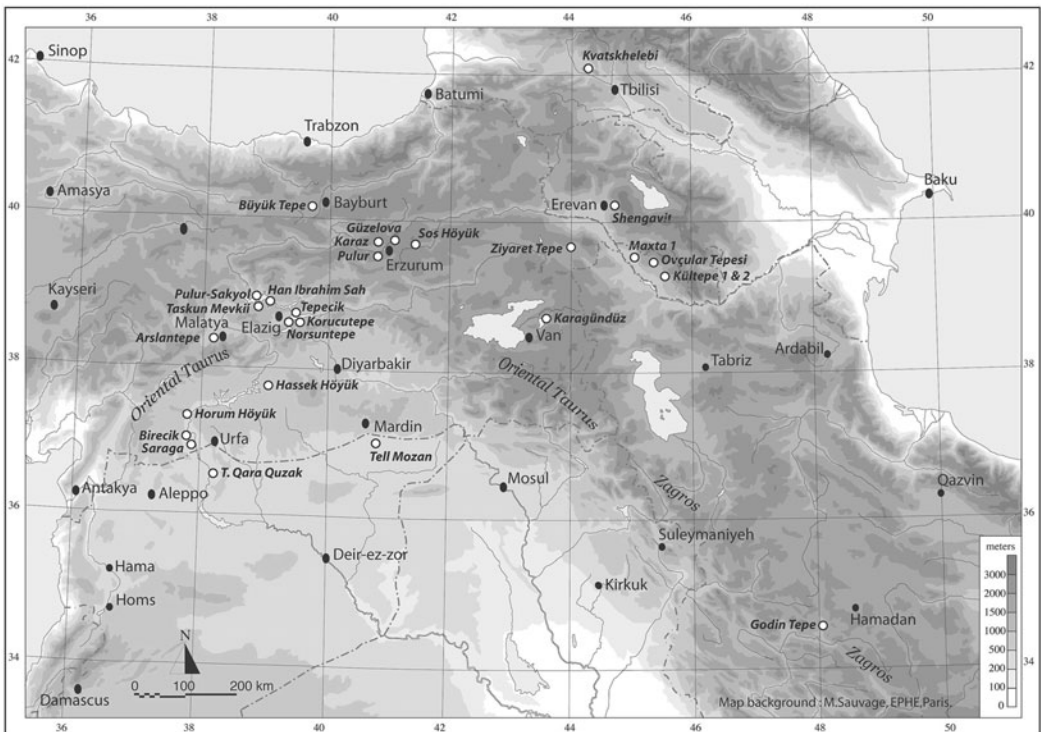 36 38 40 42 44 46 48 50
42 42
40 40
38 38
36 36
34 34
36 38 40 42 44 46 48 50
Sinop
Kvatskhelebi
Tbilisi
Batumi
Trabzon
Baku
Amasya
Büyük Tepe
Bayburt
Erevan
Shengavit
Güzelova
Karaz
Sos Höyük
Pulur
Erzurum
Ziyaret Tepe
Maxta 1
Ovçular Tepesi
Kültepe 1 & 2
Kayseri
Pulur-Sakyol
Han Ibrahim Sah
Taskun Mevkii
Tepecik
Malatya
Elazig
Korucutepe
Norsuntepe
Arslantepe
Karagündüz
Van
Ardabil
Tabriz
Oriental Taurus
Diyarbakir
Oriental Taurus
Hassek Höyük
Horum Höyük
Mardin
Birecik
Saraga
Urfa
Tell Mozan
T. Qara Quzak
Antakya
Aleppo
Mosul
Zagros
Qazvin
Suleymaniyeh
Deir-ez-zor
Hama
Kirkuk
Homs
Godin Tepe
Hamadan
Zagros
Damascus
N
0 100 200 km
meters
3000
2000
1500
1000
500
200
100
0
Map background : M.Sauvage, EPHE,Paris.